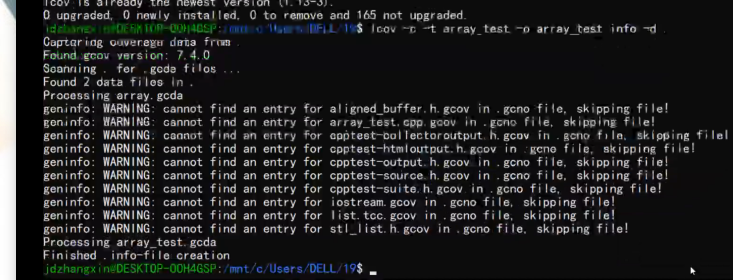 lcov is already the newest version (1.13-3).
0 upgraded, 0 newly installed, 0 to remove and 165 not upgraded.
jdzhangxin@DESKTOP-OOH4GSP:/mnt/c/Users/DELL/19$ lcov -c -t array_test -o array_test info -d .
Capturing coverage data from .
Found gcov version: 7.4.0
Scanning . for .gcda files ...
Found 2 data files in .
Processing array.gcda
geninfo: WARNING: cannot find an entry for aligned_buffer.h.gcov in .gcno file, skipping file!
geninfo: WARNING: cannot find an entry for array_test.cpp.gcov in .gcno file, skipping file!
geninfo: WARNING: cannot find an entry for cpptest-collectoroutput.h.gcov in .gcno file, skipping file!
geninfo: WARNING: cannot find an entry for cpptest-htmloutput.h.gcov in .gcno file, skipping file!
geninfo: WARNING: cannot find an entry for cpptest-output.h.gcov in .gcno file, skipping file!
geninfo: WARNING: cannot find an entry for cpptest-source.h.gcov in .gcno file, skipping file!
geninfo: WARNING: cannot find an entry for cpptest-suite.h.gcov in .gcno file, skipping file!
geninfo: WARNING: cannot find an entry for iostream.gcov in .gcno file, skipping file!
geninfo: WARNING: cannot find an entry for list.tcc.gcov in .gcno file, skipping file!
geninfo: WARNING: cannot find an entry for stl_list.h.gcov in .gcno file, skipping file!
Processing array_test.gcda
Finished .info-file creation
jdzhangxin@DESKTOP-OOH4GSP:/mnt/c/Users/DELL/19$ _